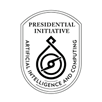 PRESIDENTIAL
INITIATIVE
ARTIFICIAL INTELLIGENCE AND COMPUTING